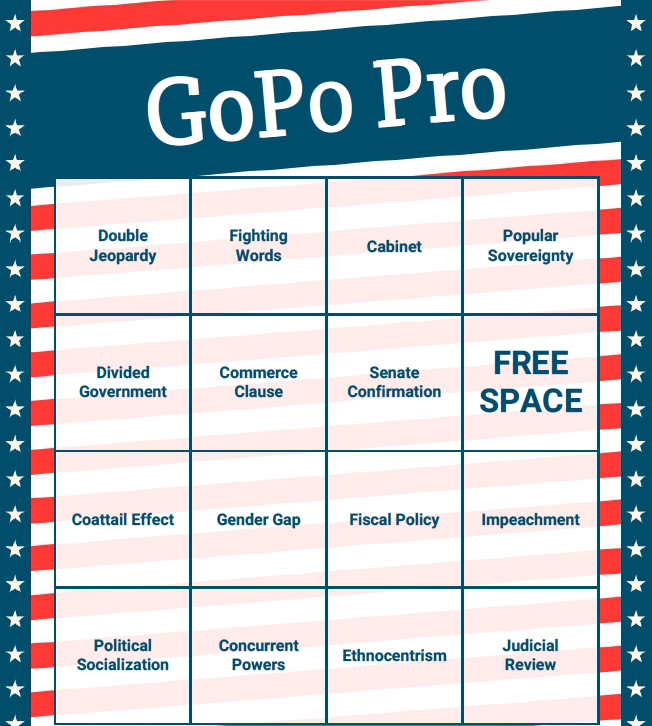 GoPo Pro
Double
Jeopardy
Fighting
Words
Cabinet
Popular
Sovereignty
Divided
Government
Commerce
Clause
Senate
Confirmation
FREE
SPACE
Coattail Effect
Gender Gap
Fiscal Policy
Impeachment
Political
Socialization
Concurrent
Powers
Ethnocentrism
Judicial
Review